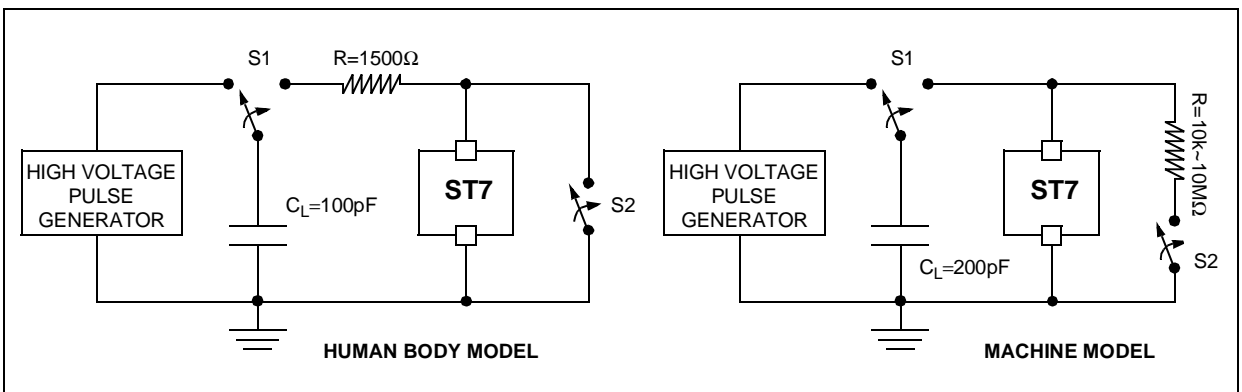 S1
R=1500Ω
HIGH VOLTAGE
PULSE
GENERATOR
CL=100pF
ST7
S2
HUMAN BODY MODEL
S1
R=10k~10MΩ
HIGH VOLTAGE
PULSE
GENERATOR
CL=200pF
ST7
S2
MACHINE MODEL